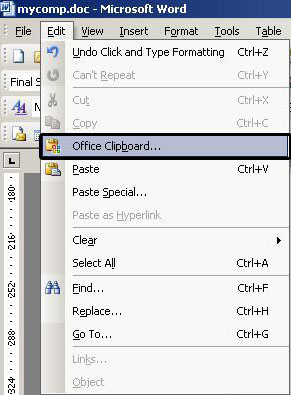 mycomp.doc - Microsoft Word
File Edit View Insert Format Tools Table
Undo Click and Type Formatting Ctrl+Z
Can't Repeat Ctrl+Y
Cut Ctrl+X
Copy Ctrl+C
Office Clipboard...
Paste Ctrl+V
Paste Special...
Paste as Hyperlink
Clear
Select All Ctrl+A
Find... Ctrl+F
Replace... Ctrl+H
Go To... Ctrl+G
Links...
Object
Final S
180
216
252
288
324